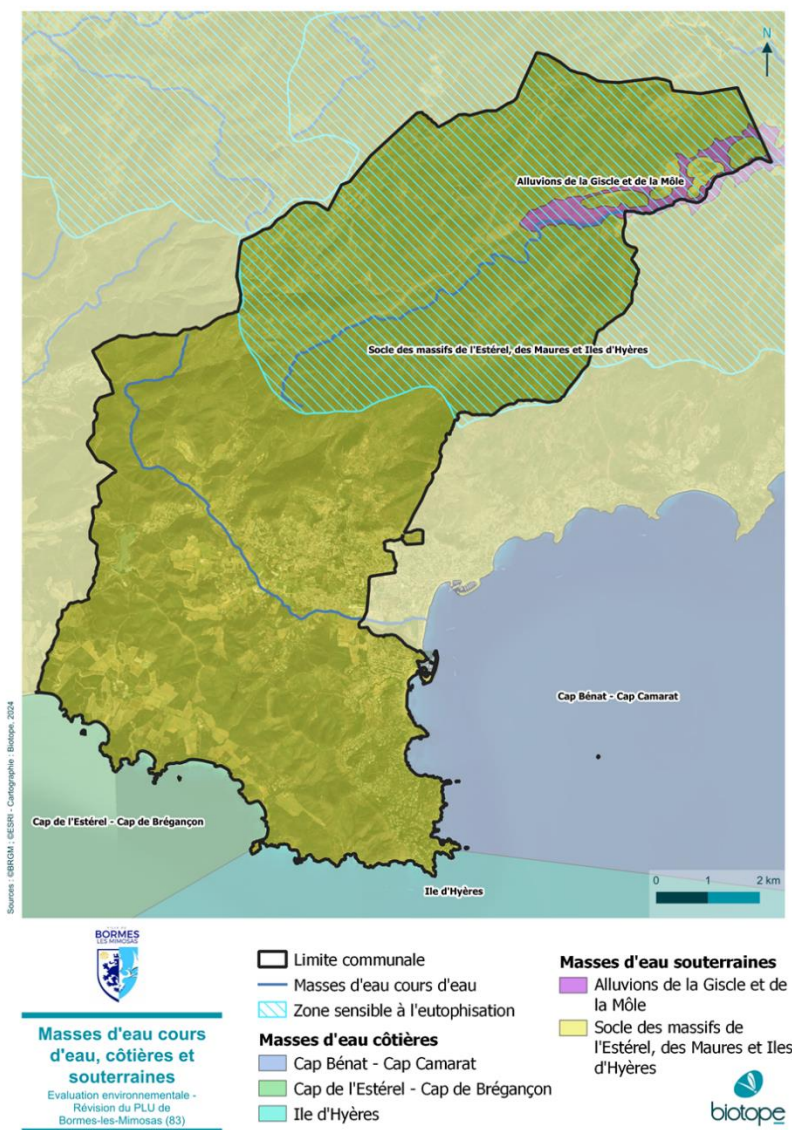 N
Alluvions de la Giscle et de la Môle
Socle des massifs de l'Estérel, des Maures et Iles d'Hyères
Cap Bénat - Cap Camarat
Cap de l'Estérel - Cap de Brégançon
Ile d'Hyères
0 1 2 km
Sources : ©BRGM ; ©ESRI - Cartographie : Biotope, 2024
BORMES
LES MIMOSAS
Masses d'eau cours
d'eau, côtières et
souterraines
Evaluation environnementale -
Révision du PLU de
Bormes-les-Mimosas (83)
Limite communale
Masses d'eau cours d'eau
Zone sensible à l'eutophisation
Masses d'eau côtières
Cap Bénat - Cap Camarat
Cap de l'Estérel - Cap de Brégançon
Ile d'Hyères
Masses d'eau souterraines
Alluvions de la Giscle et de
la Môle
Socle des massifs de
l'Estérel, des Maures et Iles
d'Hyères
biotope